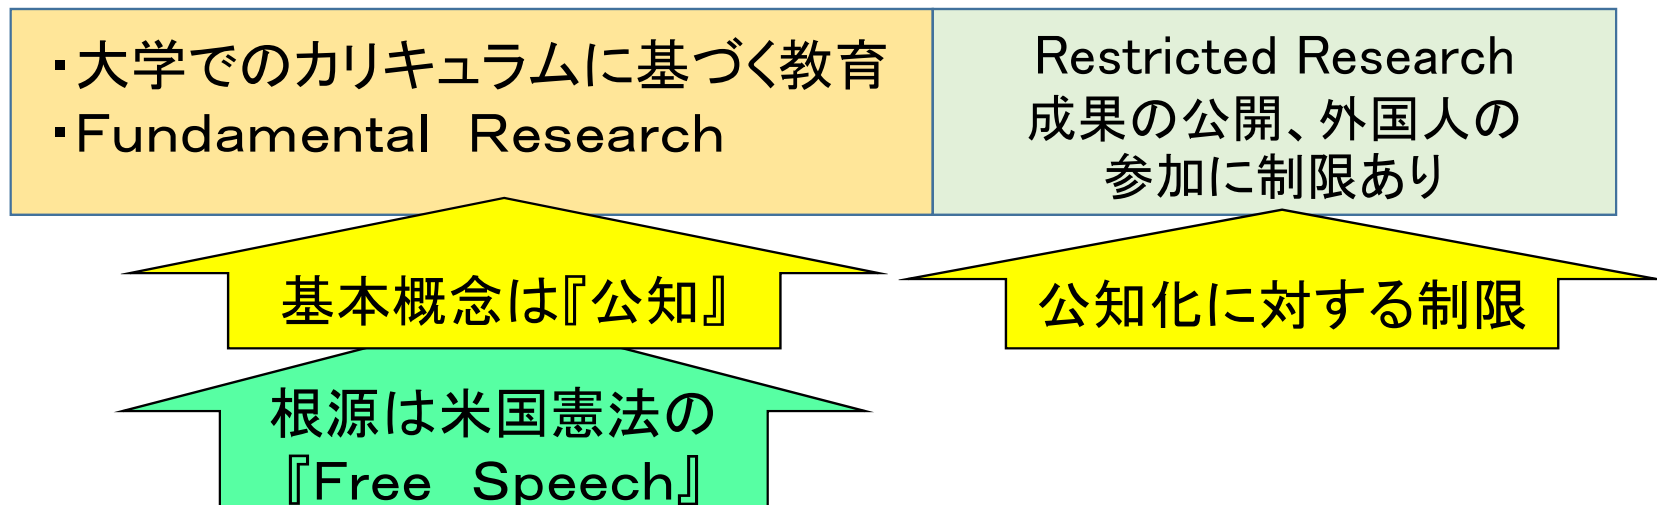 ・大学でのカリキュラムに基づく教育
・Fundamental Research
Restricted Research
成果の公開、外国人の
参加に制限あり
基本概念は『公知』
公知化に対する制限
根源は米国憲法の
『Free Speech』